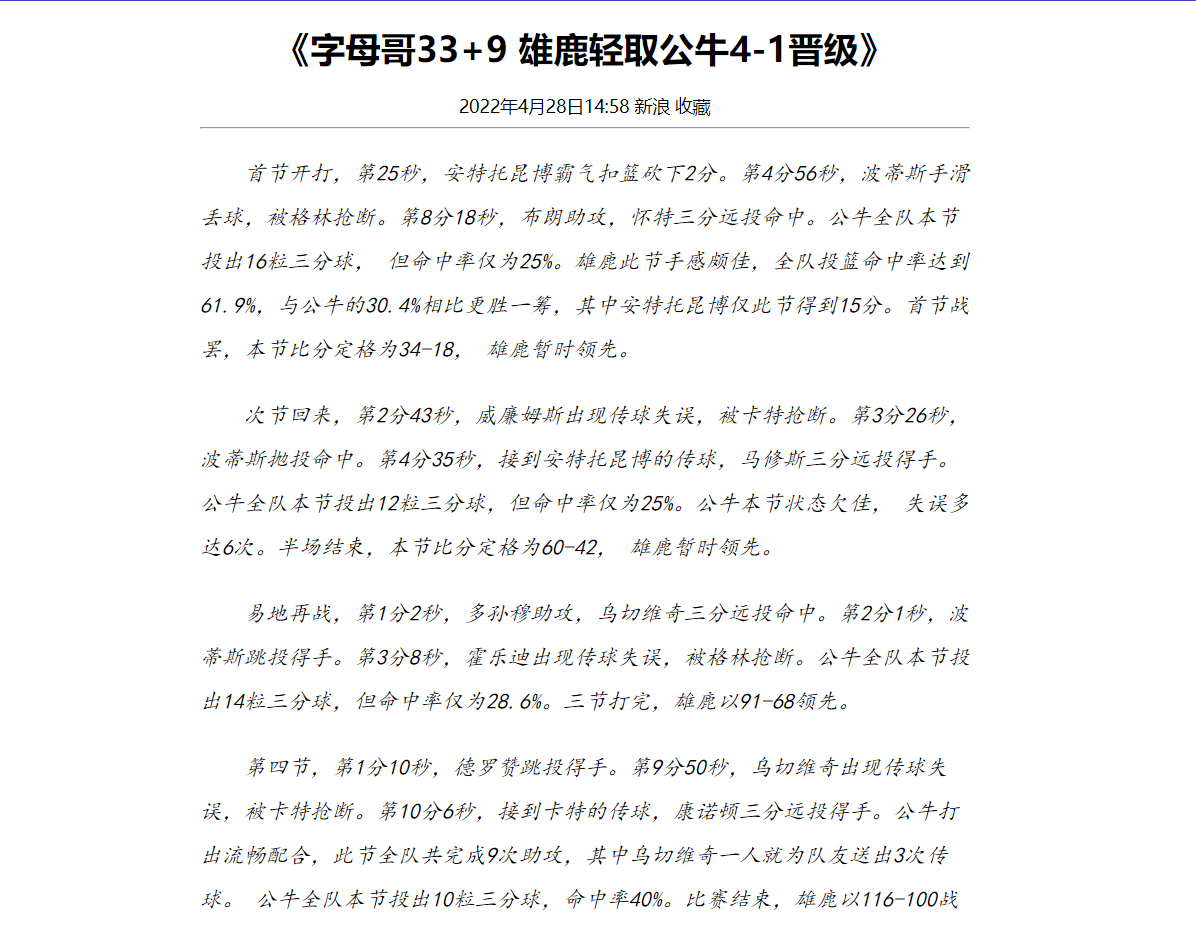 《字母哥33+9 雄鹿轻取公牛4-1晋级》
2022年4月28日14:58 新浪 收藏
首节开打，第25秒，安特托昆博霸气扣篮砍下2分。第4分56秒，波蒂斯手滑
丢球，被格林抢断。第8分18秒，布朗助攻，怀特三分远投命中。公牛全队本节
投出16粒三分球， 但命中率仅为25%。雄鹿此节手感颇佳，全队投篮命中率达到
61.9%，与公牛的30.4%相比更胜一筹，其中安特托昆博仅此节得到15分。首节战
罢，本节比分定格为34-18， 雄鹿暂时领先。
次节回来，第2分43秒，威廉姆斯出现传球失误，被卡特抢断。第3分26秒，
波蒂斯抛投命中。第4分35秒，接到安特托昆博的传球，马修斯三分远投得手。
公牛全队本节投出12粒三分球，但命中率仅为25%。公牛本节状态欠佳， 失误多
达6次。半场结束，本节比分定格为60-42， 雄鹿暂时领先。
易地再战，第1分2秒，多孙穆助攻，乌切维奇三分远投命中。第2分1秒，波
蒂斯跳投得手。第3分8秒，霍乐迪出现传球失误，被格林抢断。公牛全队本节投
出14粒三分球，但命中率仅为28.6%。三节打完，雄鹿以91-68领先。
第四节，第1分10秒，德罗赞跳投得手。第9分50秒，乌切维奇出现传球失
误，被卡特抢断。第10分6秒，接到卡特的传球，康诺顿三分远投得手。公牛打
出流畅配合，此节全队共完成9次助攻，其中乌切维奇一人就为队友送出3次传
球。 公牛全队本节投出10粒三分球，命中率40%。比赛结束，雄鹿以116-100战